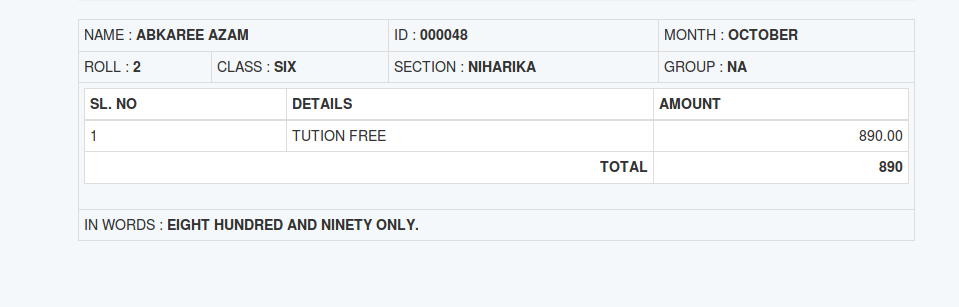 NAME : ABKAREE AZAM ID : 000048 MONTH : OCTOBER
ROLL : 2 CLASS : SIX SECTION : NIHARIKA GROUP : NA
SL. NO DETAILS AMOUNT
1 TUTION FREE 890.00
TOTAL 890
IN WORDS : EIGHT HUNDRED AND NINETY ONLY.